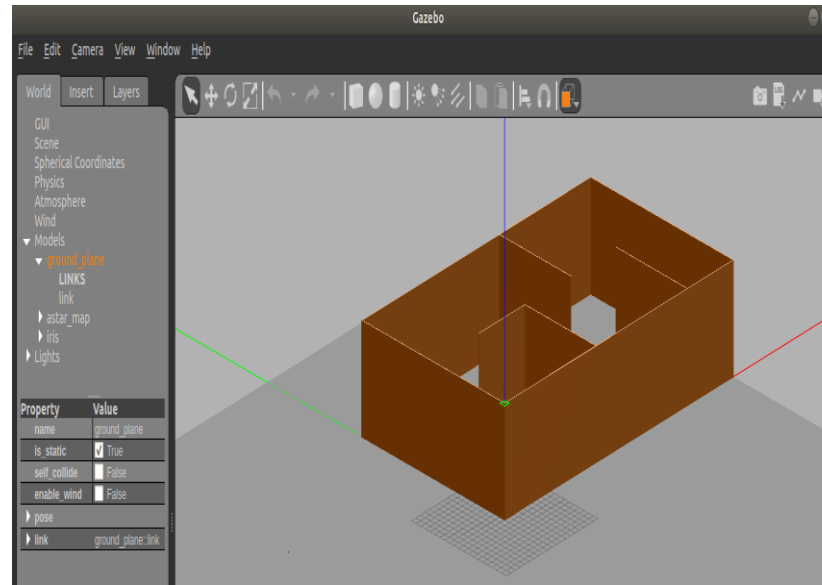 Gazebo
File Edit Camera View Window Help
World Insert Layers
GUI
Scene
Spherical Coordinates
Physics
Atmosphere
Wind
Models
ground_plane
LINKS
link
astar_map
iris
Lights
Property Value
name ground_plane
is_static True
self_collide False
enable_wind False
pose
link ground_plane::link